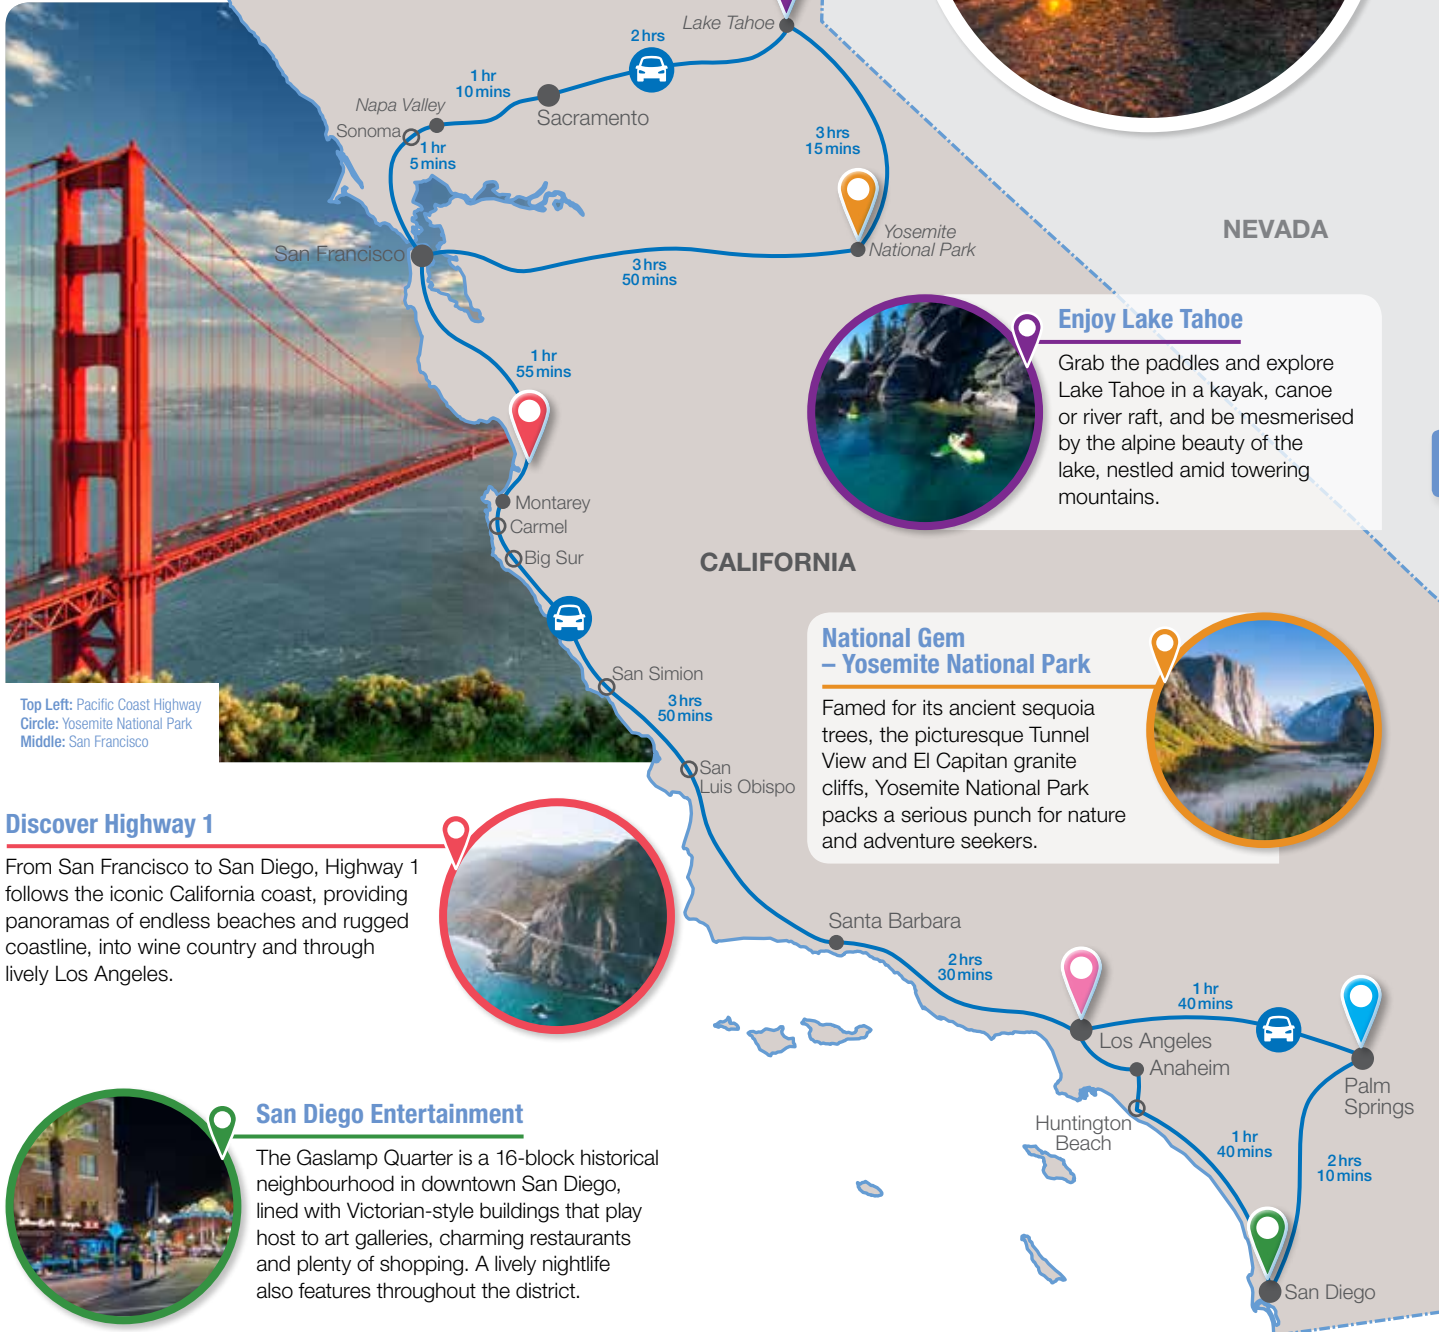 Lake Tahoe
2 hrs
1 hr
10 mins
Napa Valley
Sonoma
Sacramento
1 hr
5 mins
3 hrs
15 mins
NEVADA
Yosemite
National Park
San Francisco
3 hrs
50 mins
1 hr
55 mins
Enjoy Lake Tahoe
Grab the paddles and explore
Lake Tahoe in a kayak, canoe
or river raft, and be mesmerised
by the alpine beauty of the
lake, nestled amid towering
mountains.
Montarey
Carmel
Big Sur
CALIFORNIA
San Simion
3 hrs
50 mins
San
Luis Obispo
National Gem
– Yosemite National Park
Famed for its ancient sequoia
trees, the picturesque Tunnel
View and El Capitan granite
cliffs, Yosemite National Park
packs a serious punch for nature
and adventure seekers.
Top Left: Pacific Coast Highway
Circle: Yosemite National Park
Middle: San Francisco
Discover Highway 1
From San Francisco to San Diego, Highway 1
follows the iconic California coast, providing
panoramas of endless beaches and rugged
coastline, into wine country and through
lively Los Angeles.
Santa Barbara
2 hrs
30 mins
1 hr
40 mins
Los Angeles
Anaheim
Palm
Springs
Huntington
Beach
1 hr
40 mins
2 hrs
10 mins
San Diego
San Diego Entertainment
The Gaslamp Quarter is a 16-block historical
neighbourhood in downtown San Diego,
lined with Victorian-style buildings that play
host to art galleries, charming restaurants
and plenty of shopping. A lively nightlife
also features throughout the district.